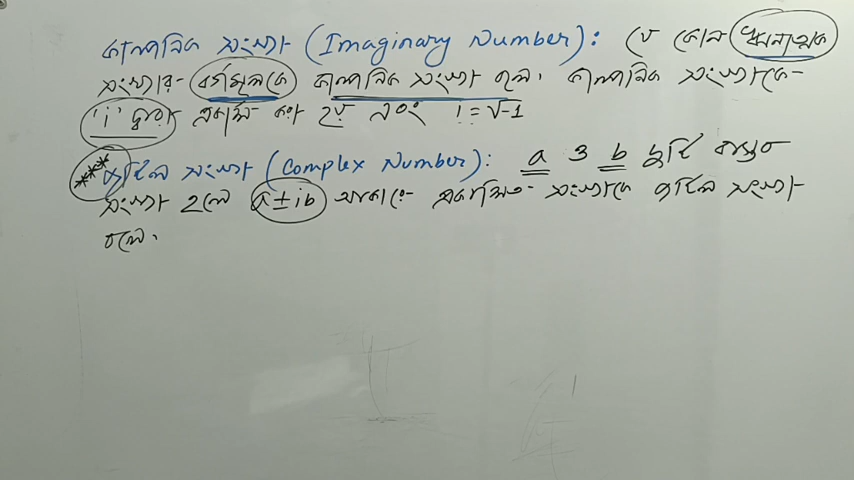 কাল্পনিক সংখ্যা (Imaginary Number): যে কোন ঋণাত্মক
সংখ্যার বর্গমূলকে কাল্পনিক সংখ্যা বলে। কাল্পনিক সংখ্যাকে
'i' দ্বারা প্রকাশ করা হয় এবং i = √-1
*** জটিল সংখ্যা (Complex Number): a ও b দুটি বাস্তব
সংখ্যা হলে a ± ib আকারে প্রকাশিত সংখ্যাকে জটিল সংখ্যা
বলে।